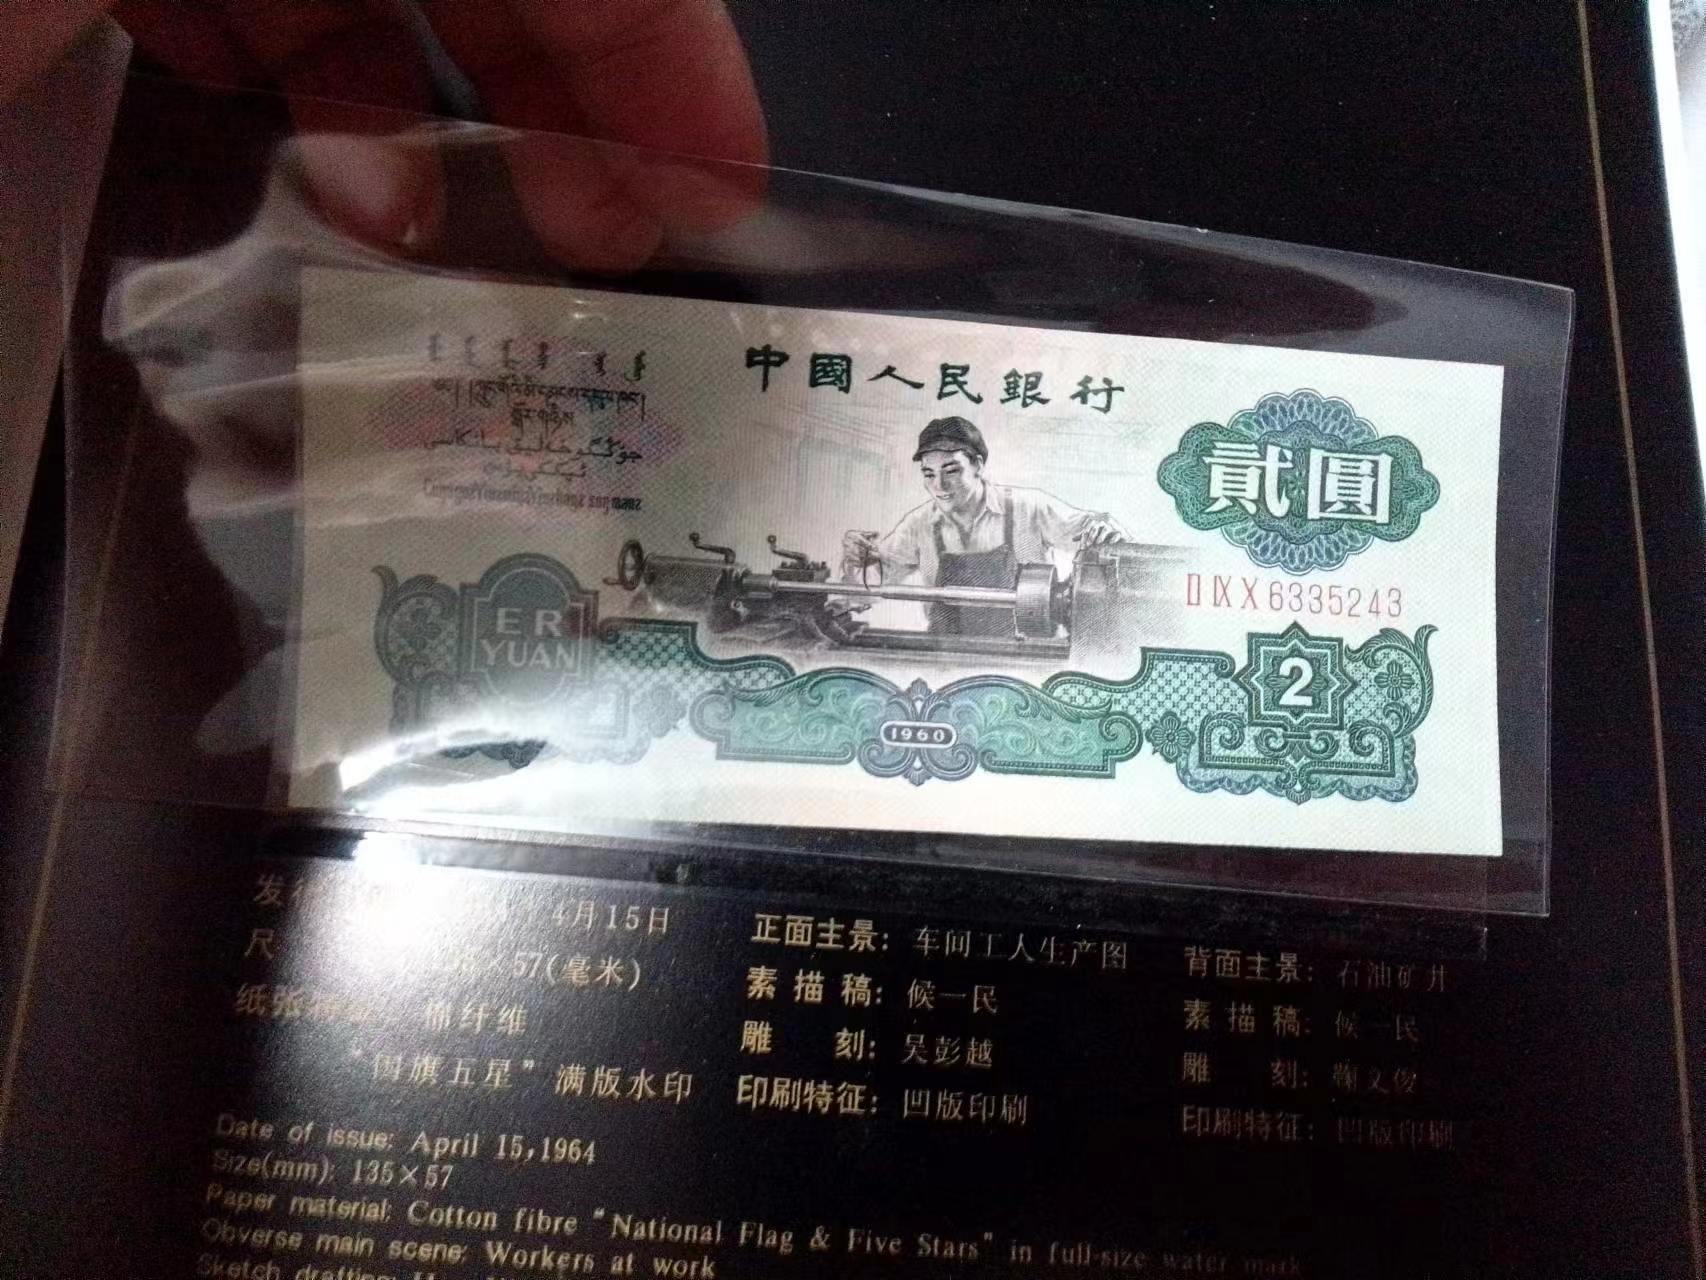 中國人民銀行
貳圓
ER
YUAN
ⅡⅨⅩ6335243
2
1960
4月15日
57(毫米)
棉纤维
“国旗五星”满版水印
正面主景: 车间工人生产图
素描稿: 候一民
雕刻: 吴彭越
印刷特征: 凹版印刷
背面主景: 石油矿井
素描稿: 候一民
雕刻: 鞠文俊
印刷特征: 凹版印刷
Date of issue: April 15,1964
Size(mm): 135×57
Paper material: Cotton fibre “National Flag & Five Stars” in full-size water mark
Obverse main scene: Workers at work
Sketch drafting: